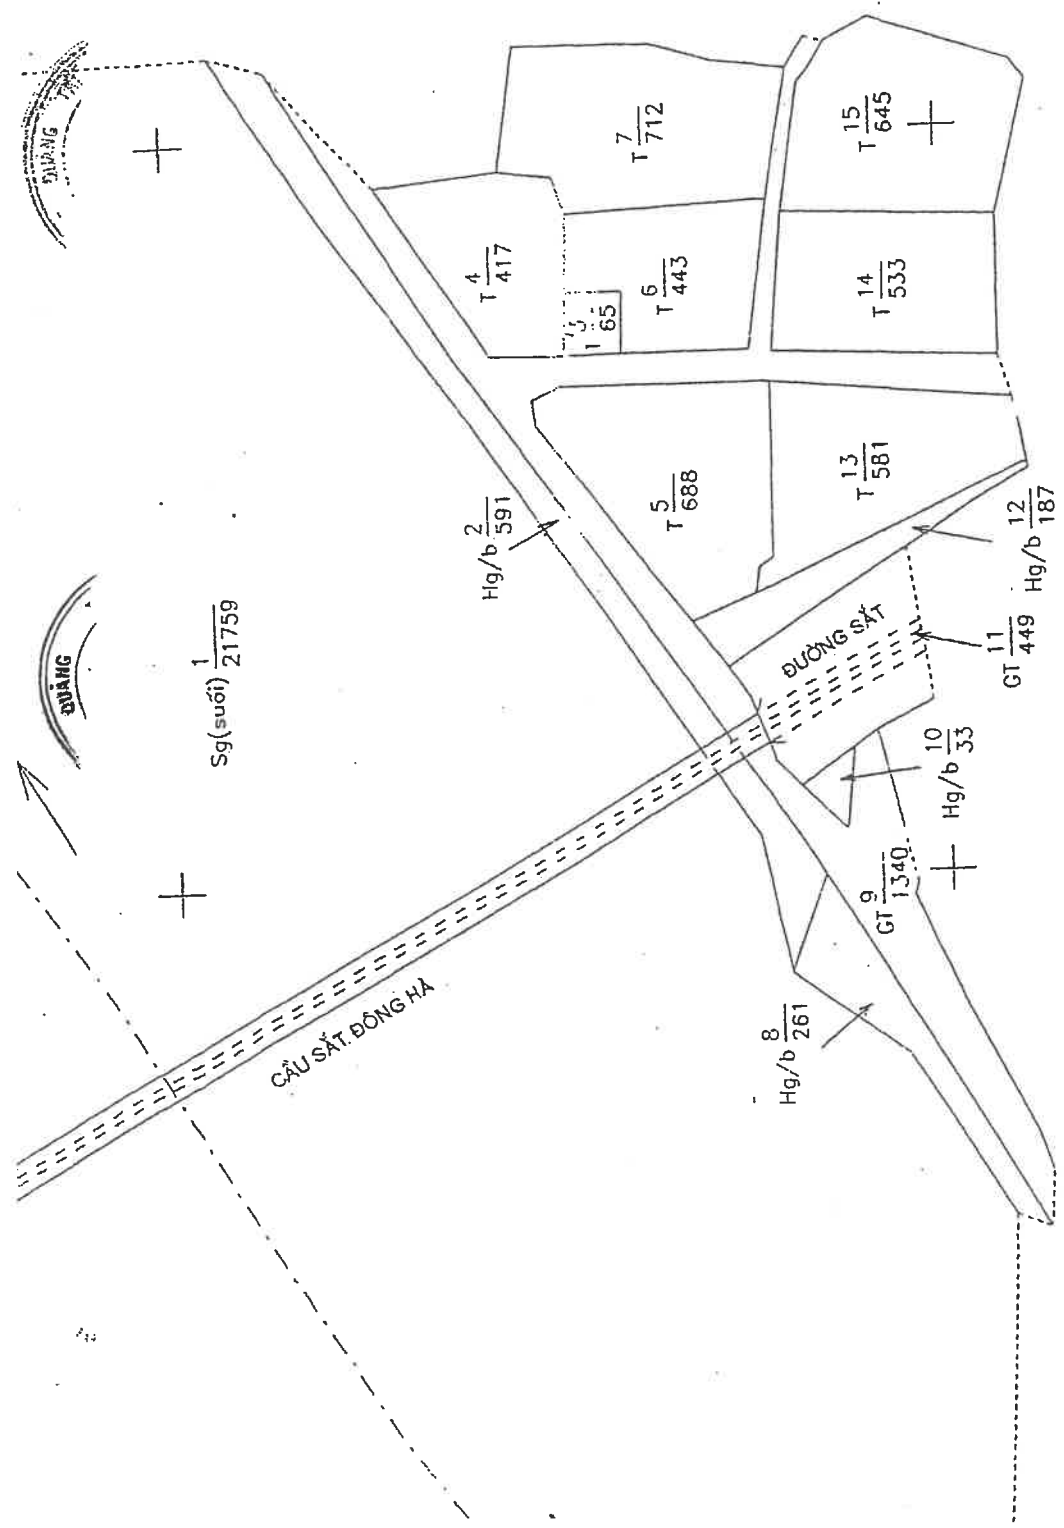 QUANG
QUẢNG
Sg(suối) 1
21759
T 7
712
T 15
645
T 4
417
T 6
443
T 14
533
3
65
Hg/b 2
591
T 5
688
T 13
581
Hg/b 12
187
ĐƯỜNG SẮT
GT 11
449
Hg/b 10
33
GT 9
1340
Hg/b 8
261
CẦU SẮT ĐÔNG HÀ